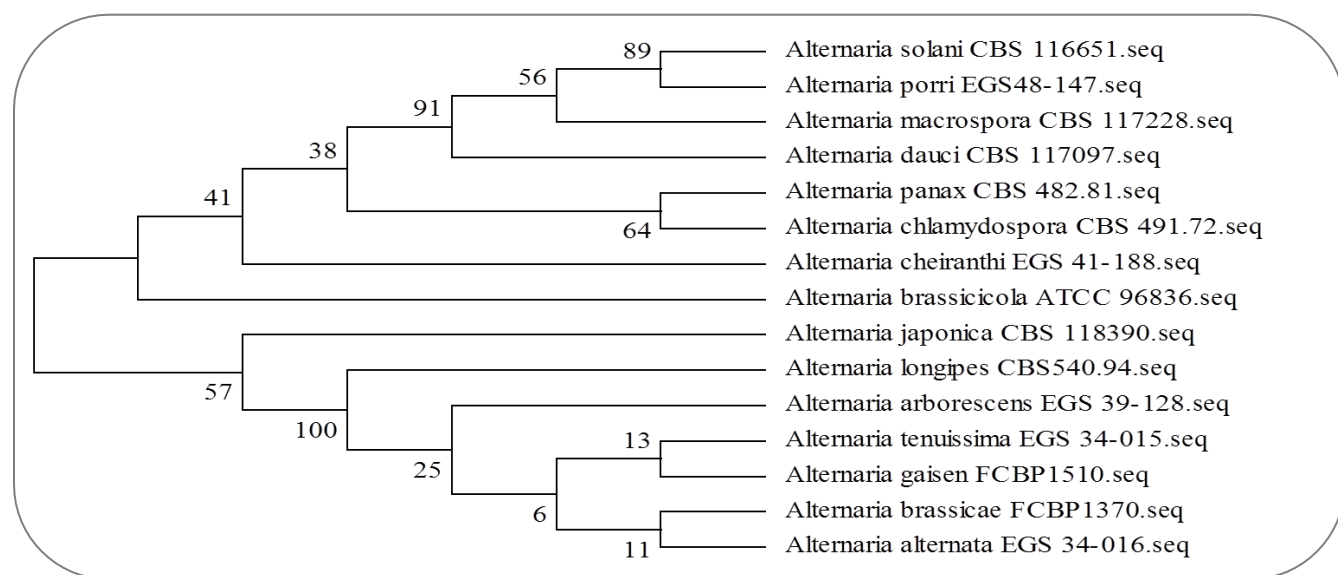 89
Alternaria solani CBS 116651.seq
56
Alternaria porri EGS48-147.seq
91
Alternaria macrospora CBS 117228.seq
38
Alternaria dauci CBS 117097.seq
41
Alternaria panax CBS 482.81.seq
64
Alternaria chlamydospora CBS 491.72.seq
Alternaria cheiranthi EGS 41-188.seq
Alternaria brassicicola ATCC 96836.seq
Alternaria japonica CBS 118390.seq
57
Alternaria longipes CBS540.94.seq
100
Alternaria arborescens EGS 39-128.seq
13
Alternaria tenuissima EGS 34-015.seq
25
Alternaria gaisen FCBP1510.seq
6
Alternaria brassicae FCBP1370.seq
11
Alternaria alternata EGS 34-016.seq